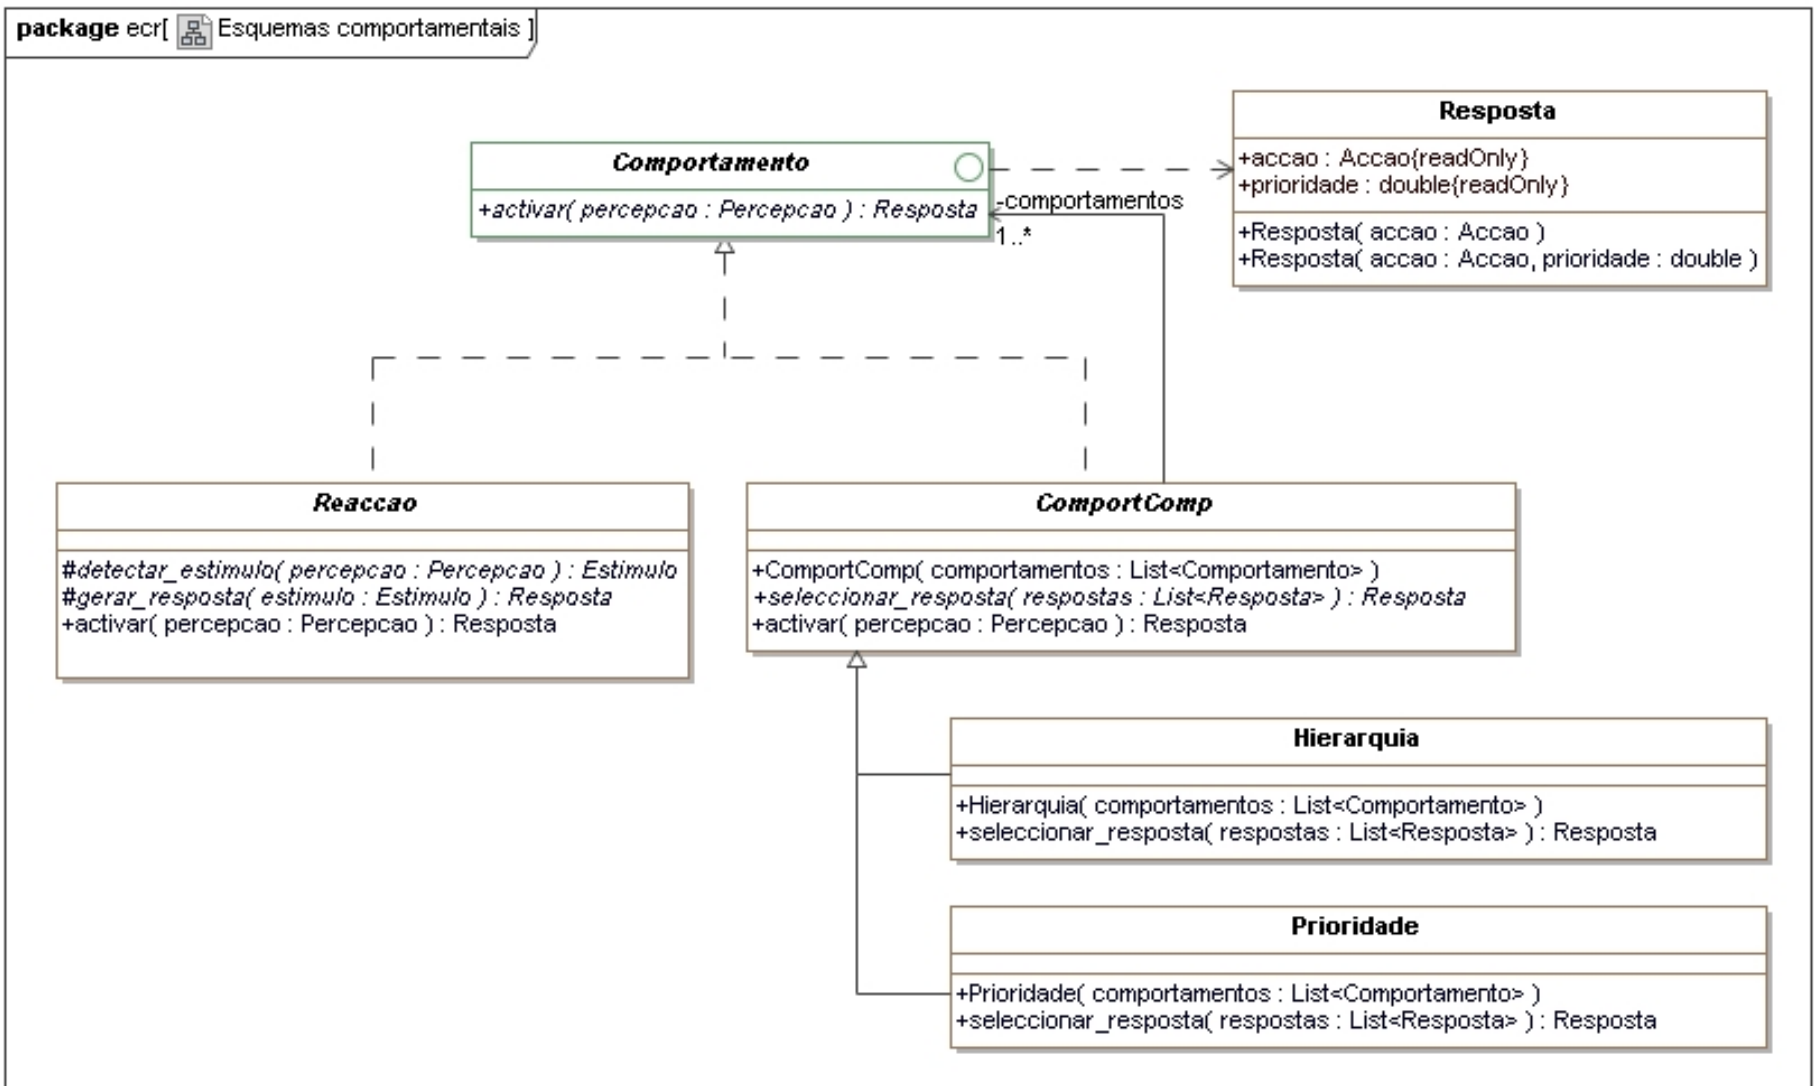 package ecr[ Esquemas comportamentais ]
Resposta
+accao : Accao{readOnly}
+prioridade : double{readOnly}
+Resposta( accao : Accao )
+Resposta( accao : Accao, prioridade : double )
Comportamento
+activar( percepcao : Percepcao ) : Resposta
-comportamentos
1..*
Reaccao
#detectar_estimulo( percepcao : Percepcao ) : Estimulo
#gerar_resposta( estimulo : Estimulo ) : Resposta
+activar( percepcao : Percepcao ) : Resposta
ComportComp
+ComportComp( comportamentos : List<Comportamento> )
+seleccionar_resposta( respostas : List<Resposta> ) : Resposta
+activar( percepcao : Percepcao ) : Resposta
Hierarquia
+Hierarquia( comportamentos : List<Comportamento> )
+seleccionar_resposta( respostas : List<Resposta> ) : Resposta
Prioridade
+Prioridade( comportamentos : List<Comportamento> )
+seleccionar_resposta( respostas : List<Resposta> ) : Resposta